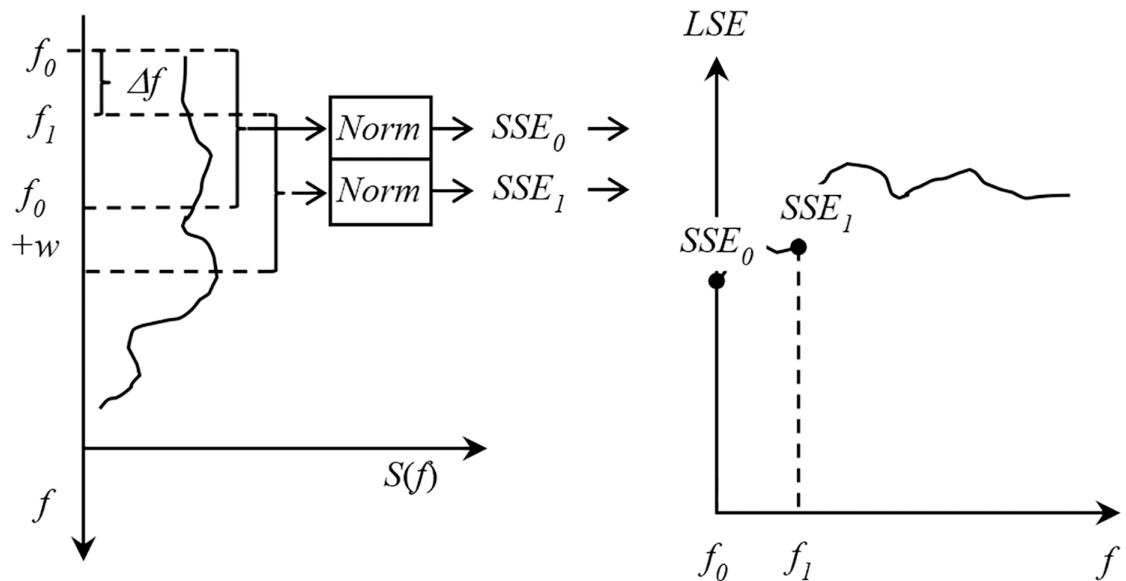 f₀
Δf
f₁
f₀
+w
f
S(f)
Norm
SSE₀
Norm
SSE₁
LSE
SSE₁
SSE₀
f₀
f₁
f